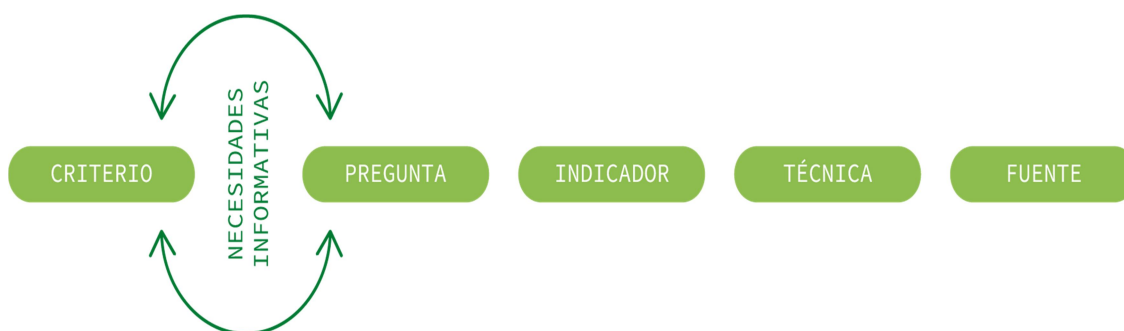 CRITERIO
NECESIDADES
INFORMATIVAS
PREGUNTA
INDICADOR
TÉCNICA
FUENTE